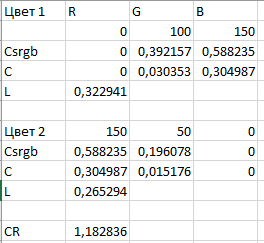 Цвет 1 R G B
0 100 150
Csrgb 0 0,392157 0,588235
C 0 0,030353 0,304987
L 0,322941
Цвет 2 150 50 0
Csrgb 0,588235 0,196078 0
C 0,304987 0,015176 0
L 0,265294
CR 1,182836